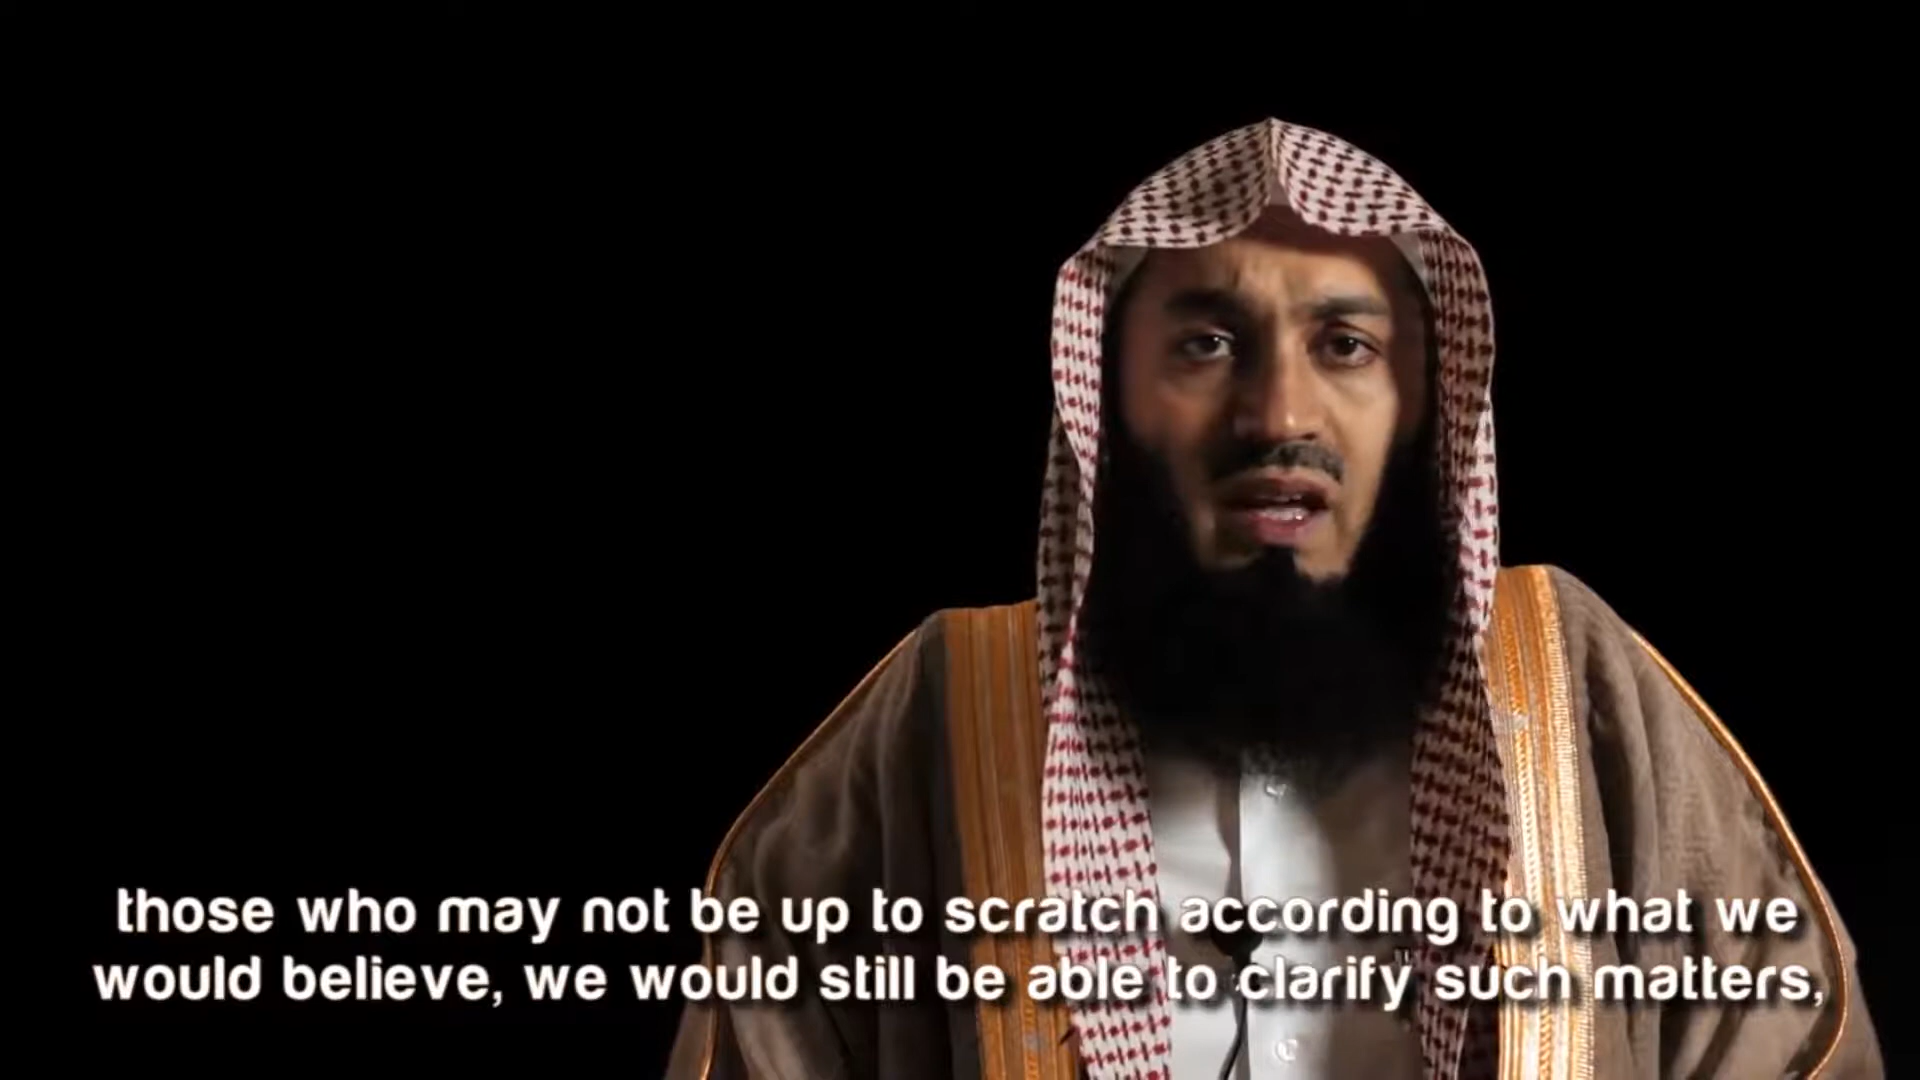 those who may not be up to scratch according to what we
would believe, we would still be able to clarify such matters,